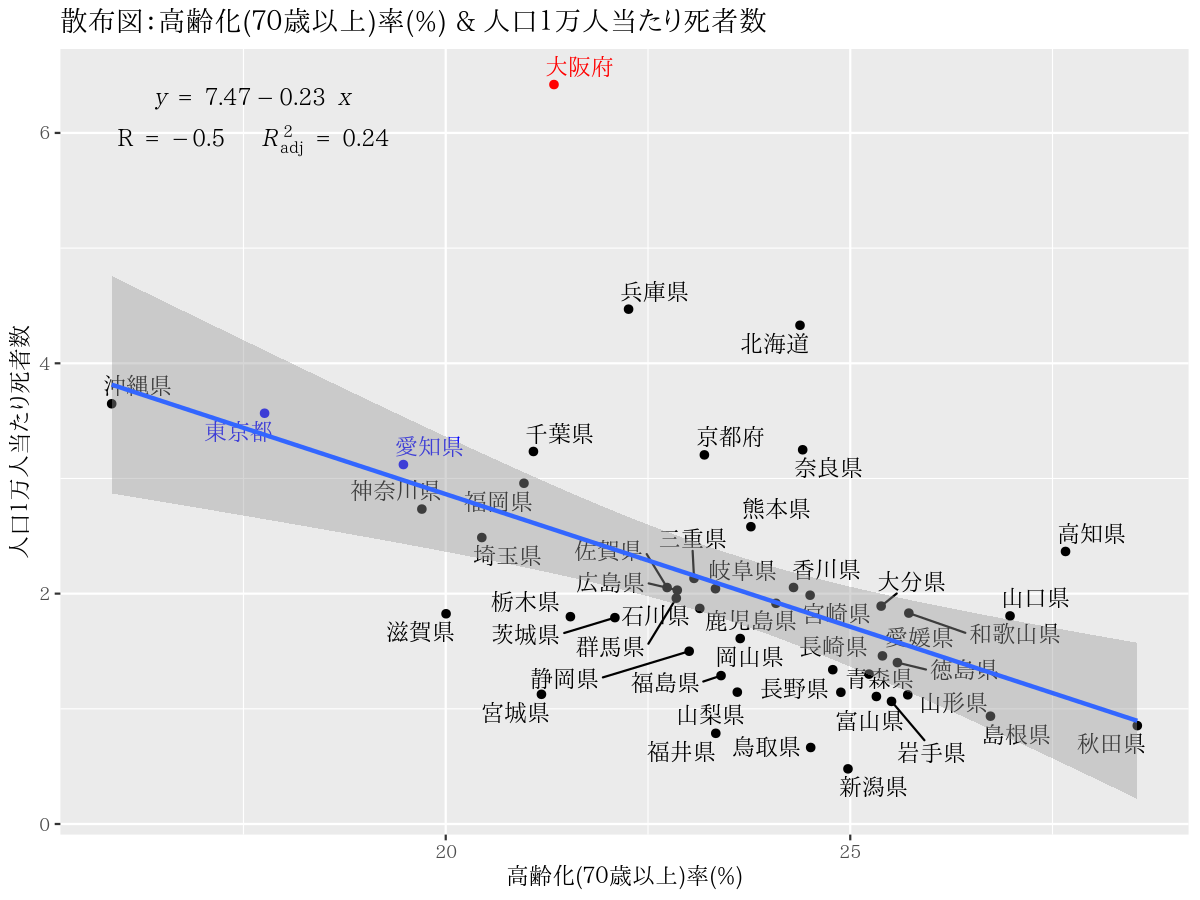 散布図：高齢化(70歳以上)率(%) & 人口1万人当たり死者数
大阪府
y = 7.47 − 0.23 x
R = −0.5 R²adj = 0.24
6
兵庫県
北海道
4
沖縄県
東京都
愛知県
千葉県
京都府
奈良県
神奈川県
福岡県
熊本県
高知県
埼玉県
佐賀県
三重県
広島県
岐阜県
香川県
大分県
2
栃木県
石川県
鹿児島県
宮崎県
山口県
滋賀県
茨城県
群馬県
岡山県
長崎県
愛媛県
和歌山県
静岡県
福島県
長野県
青森県
徳島県
宮城県
山梨県
富山県
山形県
島根県
秋田県
福井県
鳥取県
岩手県
新潟県
0
20
25
高齢化(70歳以上)率(%)
人口1万人当たり死者数